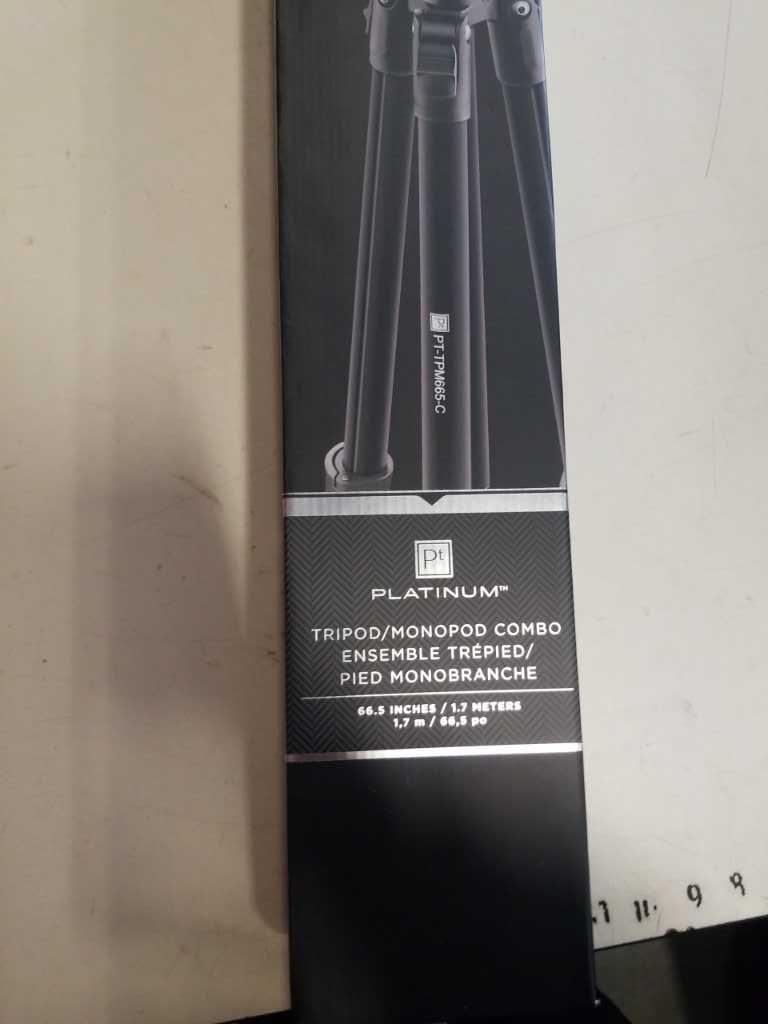 Pt PT-TPM665-C
Pt
PLATINUM™
TRIPOD/MONOPOD COMBO
ENSEMBLE TRÉPIED/
PIED MONOBRANCHE
66.5 INCHES / 1.7 METERS
1,7 m / 66,5 po